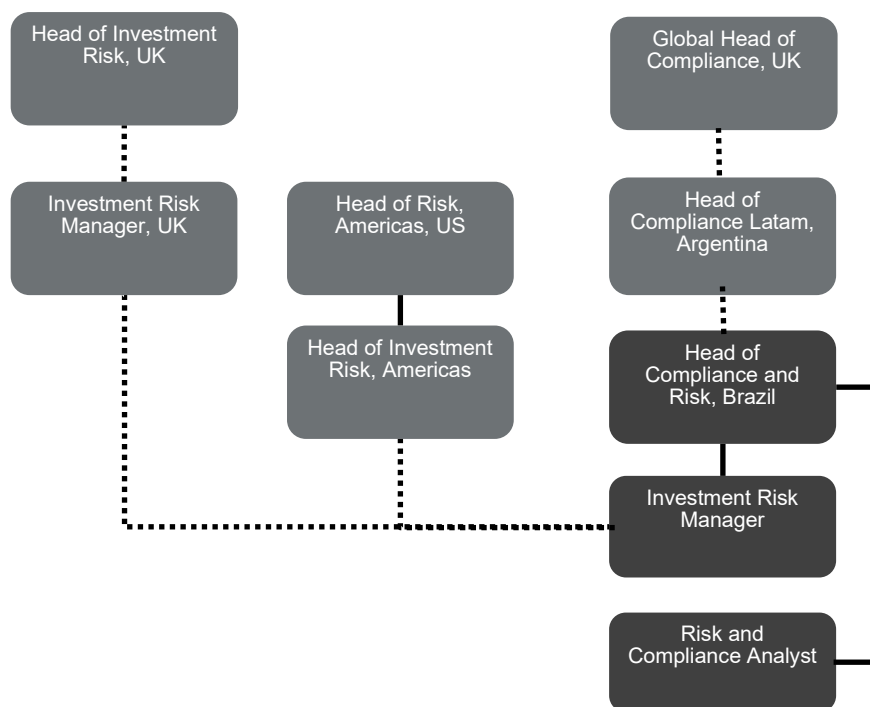 Head of Investment
Risk, UK
Global Head of
Compliance, UK
Investment Risk
Manager, UK
Head of Risk,
Americas, US
Head of
Compliance Latam,
Argentina
Head of Investment
Risk, Americas
Head of
Compliance and
Risk, Brazil
Investment Risk
Manager
Risk and
Compliance Analyst